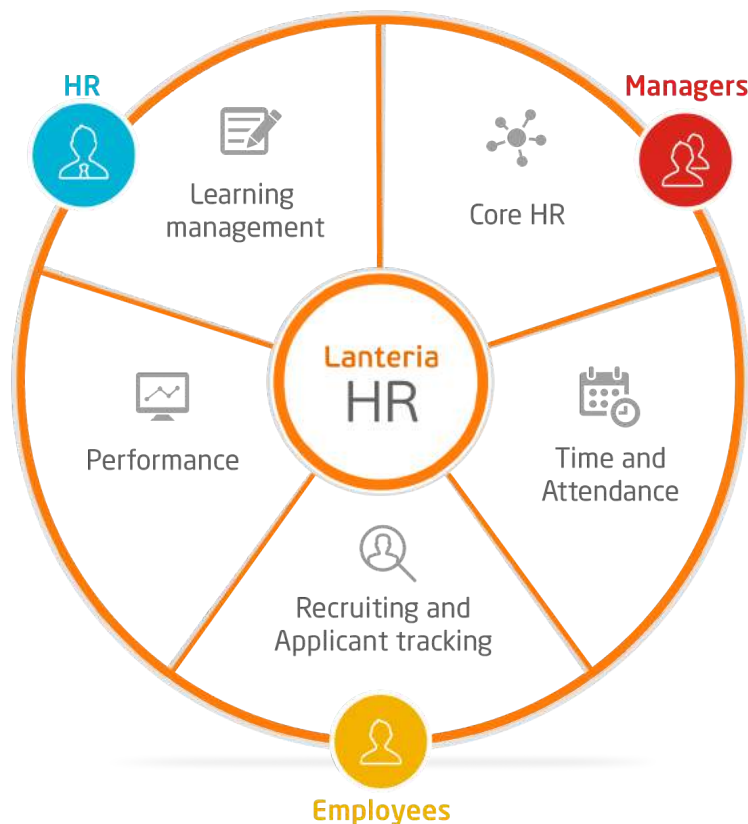 HR
Managers
Learning
management
Core HR
Lanteria
HR
Performance
Time and
Attendance
Recruiting and
Applicant tracking
Employees